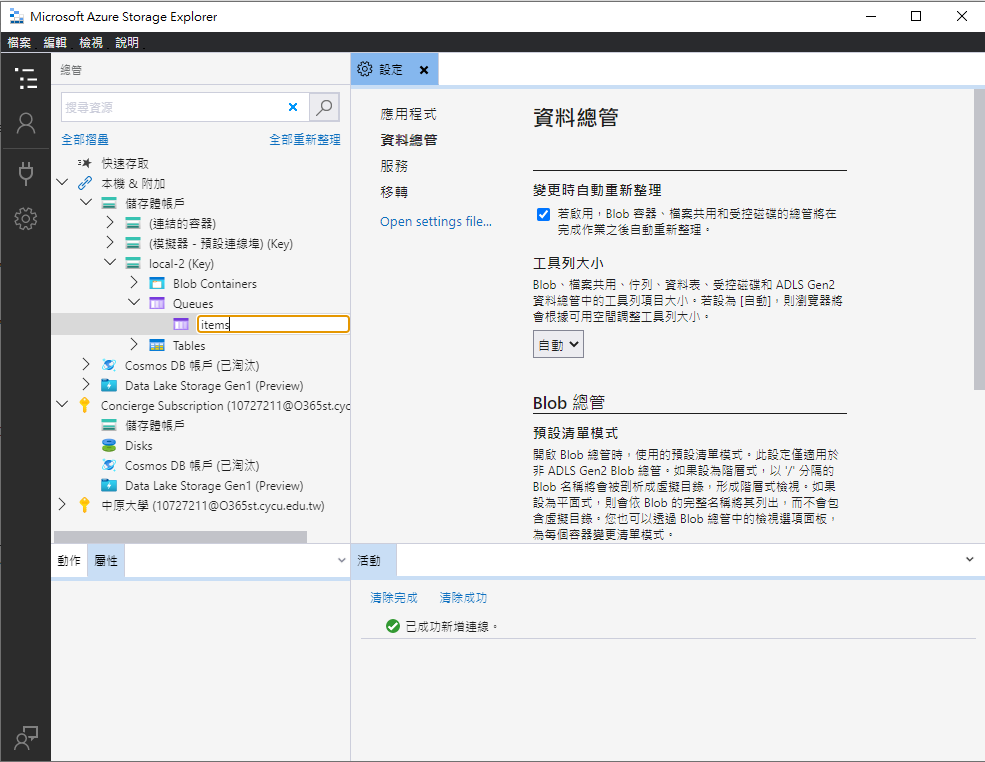 Microsoft Azure Storage Explorer
檔案 編輯 檢視 說明
總管
搜尋資源
全部摺疊 全部重新整理
快速存取
本機 & 附加
儲存體帳戶
(連結的容器)
(模擬器 - 預設連線埠) (Key)
local-2 (Key)
Blob Containers
Queues
items
Tables
Cosmos DB 帳戶 (已淘汰)
Data Lake Storage Gen1 (Preview)
Concierge Subscription (10727211@O365st.cyc
儲存體帳戶
Disks
Cosmos DB 帳戶 (已淘汰)
Data Lake Storage Gen1 (Preview)
中原大學 (10727211@O365st.cycu.edu.tw)
動作 屬性
設定
應用程式
資料總管
服務
移轉
Open settings file...
資料總管
變更時自動重新整理
若啟用，Blob 容器、檔案共用和受控磁碟的總管將在
完成作業之後自動重新整理。
工具列大小
Blob、檔案共用、佇列、資料表、受控磁碟和 ADLS Gen2
資料總管中的工具列項目大小。若設為 [自動]，則瀏覽器將
會根據可用空間調整工具列大小。
自動
Blob 總管
預設清單模式
開啟 Blob 總管時，使用的預設清單模式。此設定僅適用於
非 ADLS Gen2 Blob 總管。如果設為階層式，以 '/' 分隔的
Blob 名稱將會被剖析成虛擬目錄，形成階層式檢視。如果
設為平面式，則會依 Blob 的完整名稱將其列出，而不會包
含虛擬目錄。您也可以透過 Blob 總管中的檢視選項面板，
為每個容器變更清單模式。
活動
清除完成 清除成功
已成功新增連線。